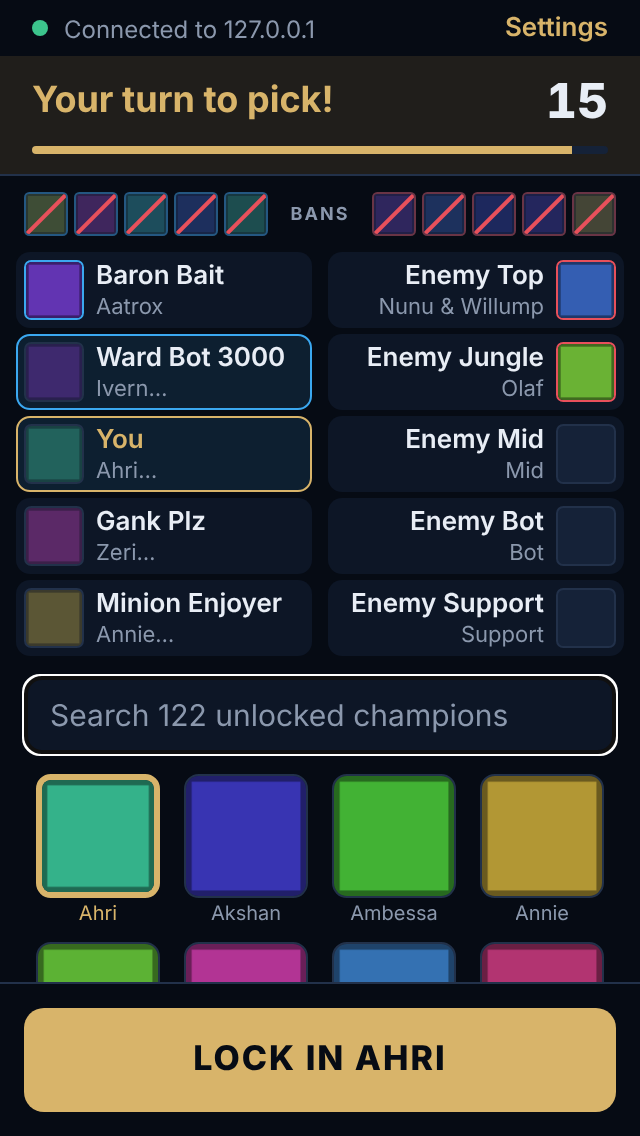 Connected to 127.0.0.1
Settings
Your turn to pick!
15
BANS
Baron Bait
Aatrox
Enemy Top
Nunu & Willump
Ward Bot 3000
Ivern...
Enemy Jungle
Olaf
You
Ahri...
Enemy Mid
Mid
Gank Plz
Zeri...
Enemy Bot
Bot
Minion Enjoyer
Annie...
Enemy Support
Support
Search 122 unlocked champions
Ahri
Akshan
Ambessa
Annie
LOCK IN AHRI